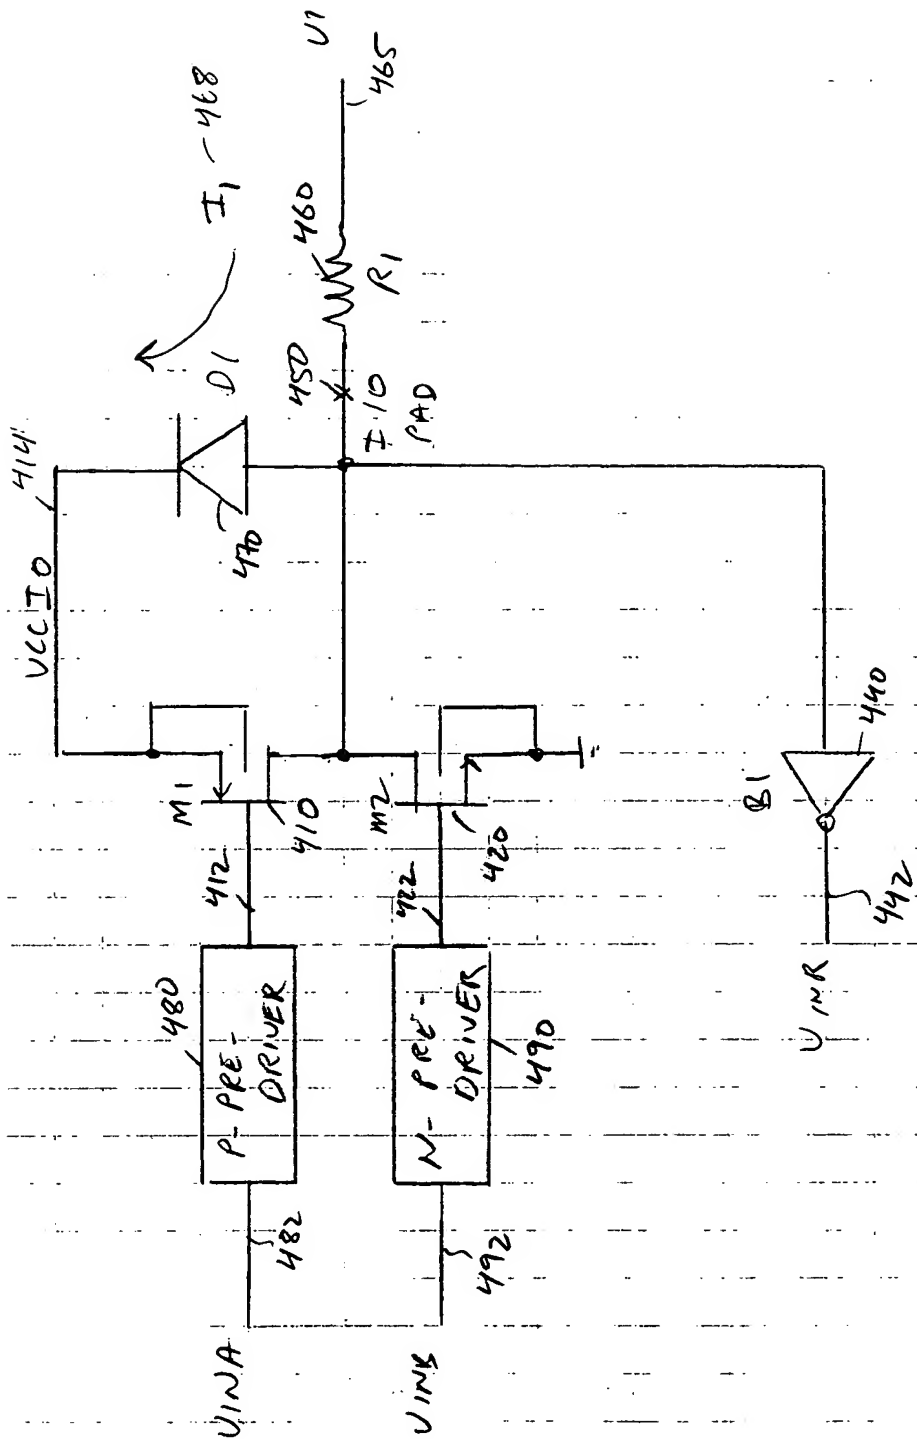 VCCIO
414
I1 - 468
D1
470
M1
410
412
480
P-PRE-
DRIVER
482
VINA
450
I/O
PAD
460
R1
465
V1
M2
420
422
N- PRE-
DRIVER
490
492
VINB
B1
440
442
VINR